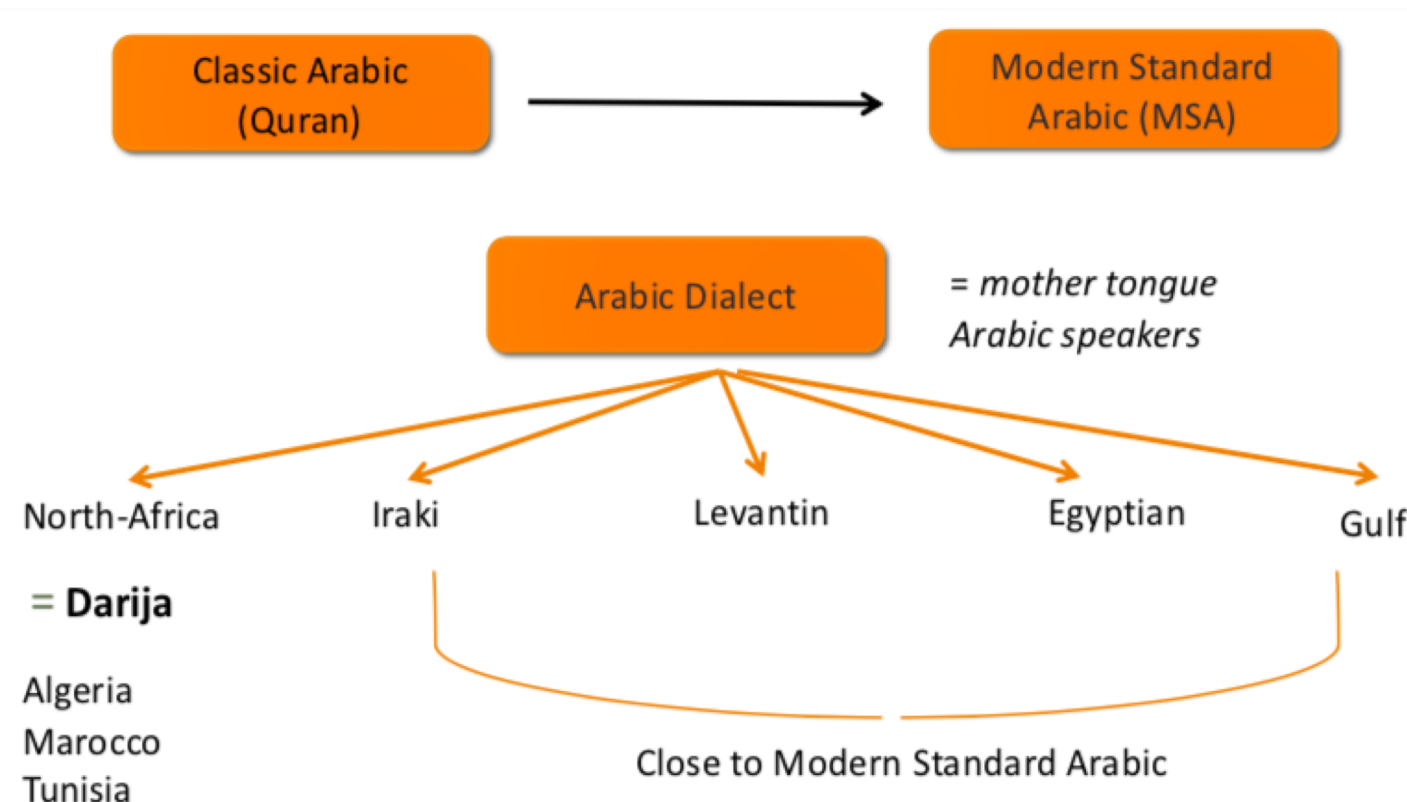 Classic Arabic
(Quran)
Modern Standard
Arabic (MSA)
Arabic Dialect
= mother tongue
Arabic speakers
North-Africa
Iraki
Levantin
Egyptian
Gulf
= Darija
Algeria
Marocco
Tunisia
Close to Modern Standard Arabic